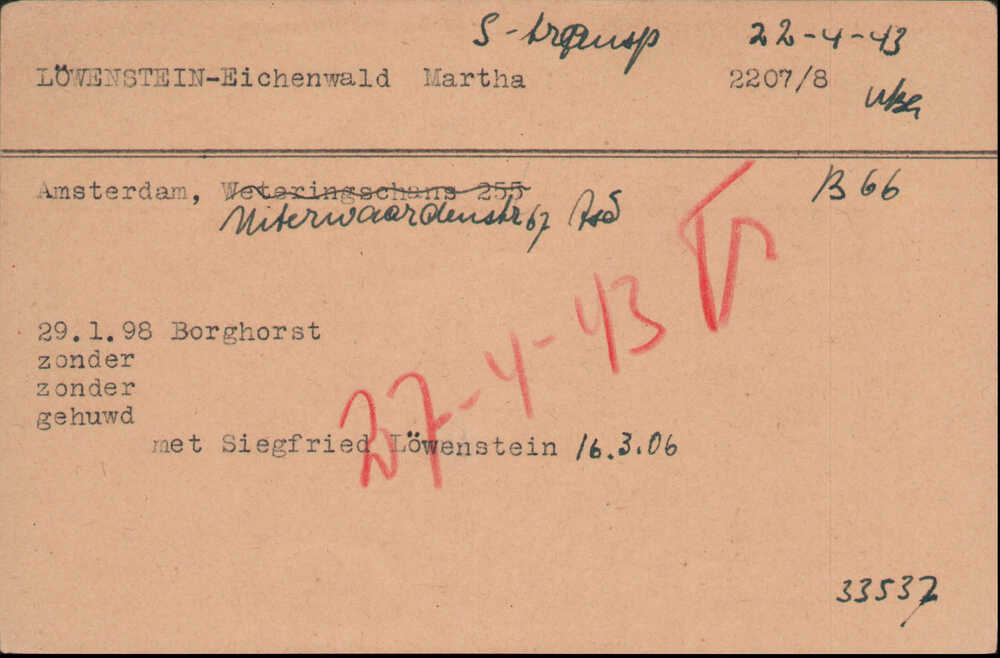 S-transp 22-4-43
LÖWENSTEIN-Eichenwald Martha 2207/8
Amsterdam, Weteringschans 255 B 66
Uiterwaardenstr 67 Asd
27-4-43
29.1.98 Borghorst
zonder
zonder
gehuwd
met Siegfried Löwenstein 16.3.06
33537